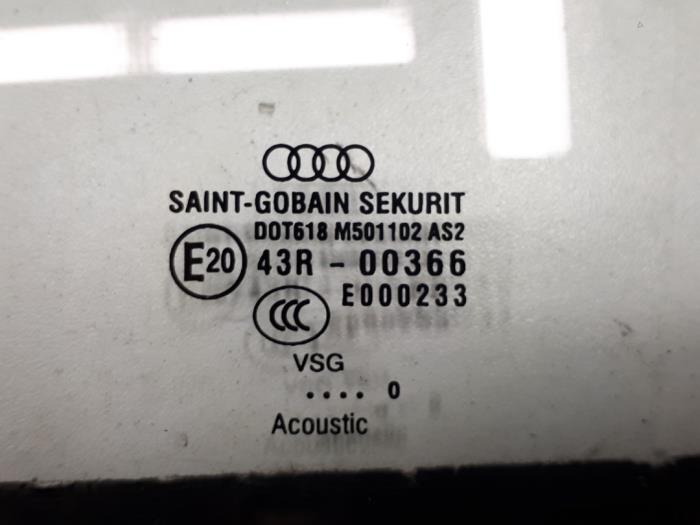 SAINT-GOBAIN SEKURIT
DOT618 M501102 AS2
E20 43R - 00366
E000233
CCC
VSG
.... 0
Acoustic